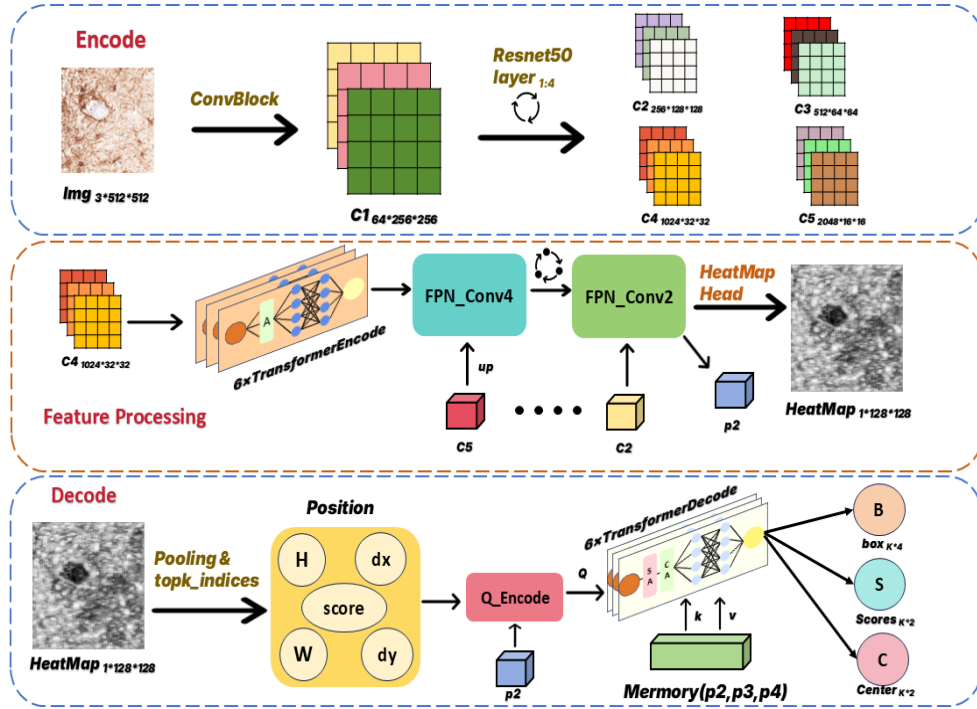 Encode
Img 3*512*512
ConvBlock
C1 64*256*256
Resnet50
layer 1:4
C2 256*128*128
C3 512*64*64
C4 1024*32*32
C5 2048*16*16
C4 1024*32*32
A
6×TransformerEncode
FPN_Conv4
FPN_Conv2
HeatMap
Head
up
C5
C2
p2
HeatMap 1*128*128
Feature Processing
Decode
HeatMap 1*128*128
Pooling &
topk_indices
Position
H
dx
score
W
dy
Q_Encode
p2
Q
6×TransformerDecode
S
A
C
A
k
v
Mermory(p2,p3,p4)
B
box K*4
S
Scores K*2
C
Center K*2